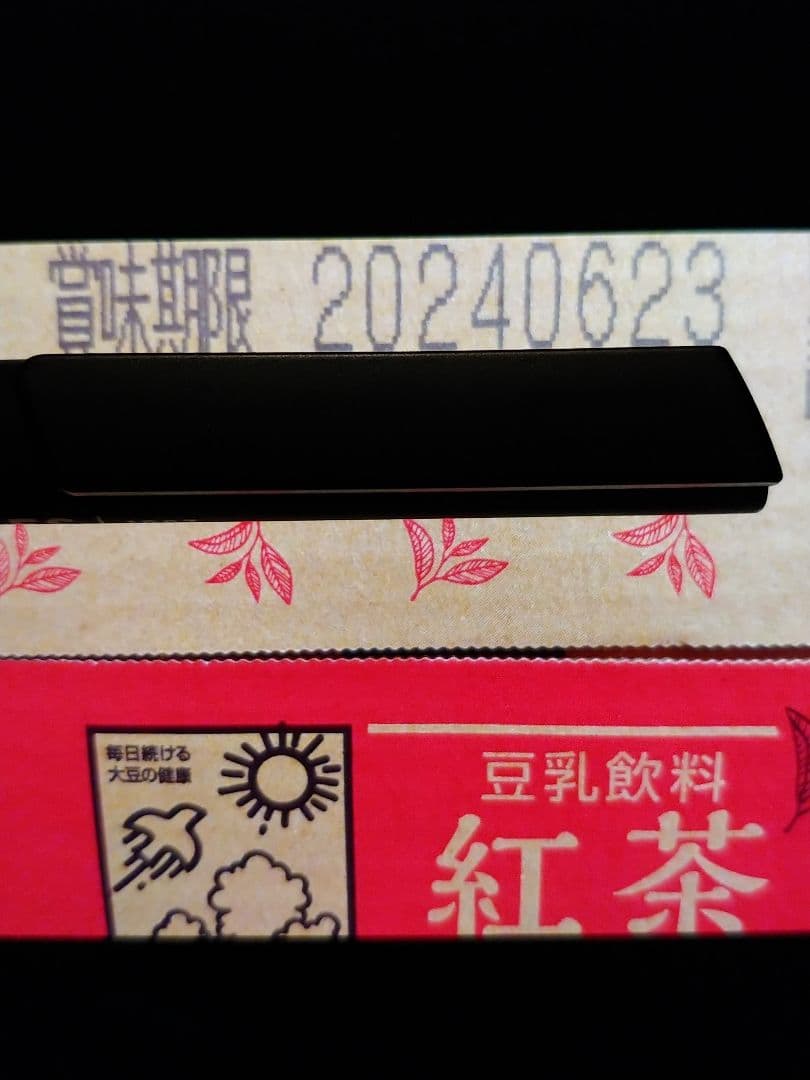 賞味期限 20240623
毎日続ける
大豆の健康
豆乳飲料
紅茶